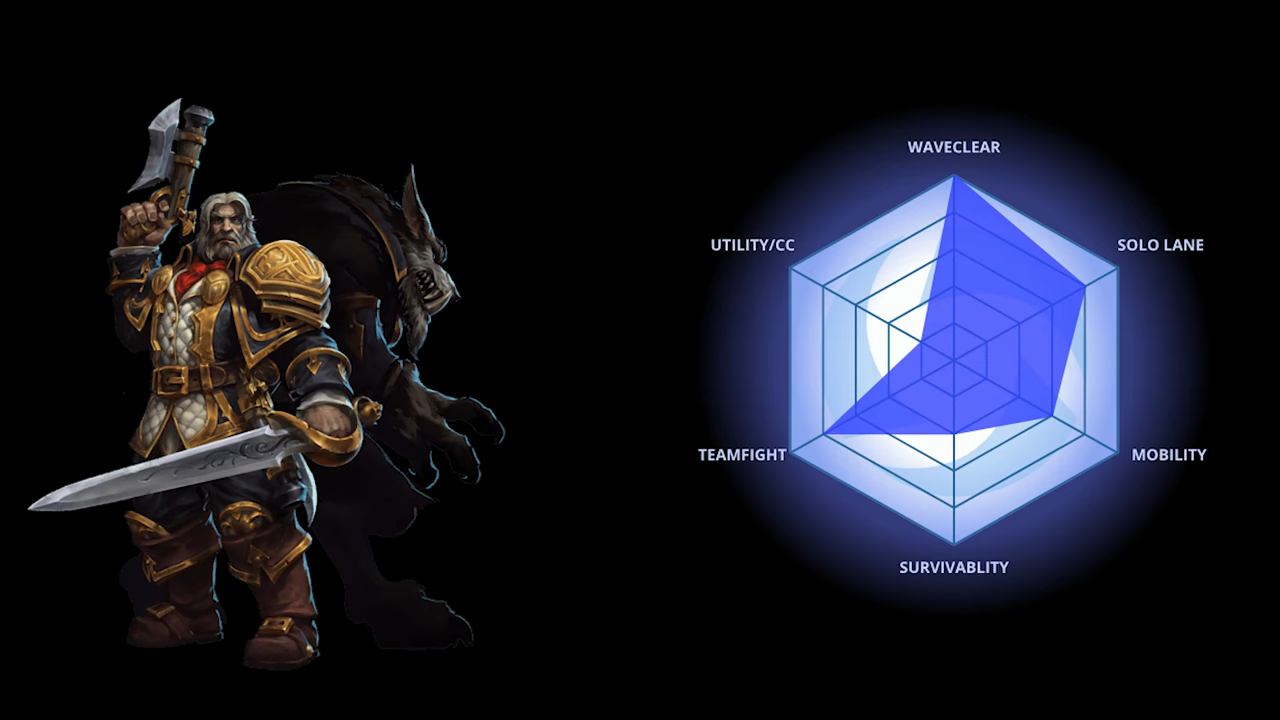 WAVECLEAR
UTILITY/CC
SOLO LANE
TEAMFIGHT
MOBILITY
SURVIVABLITY